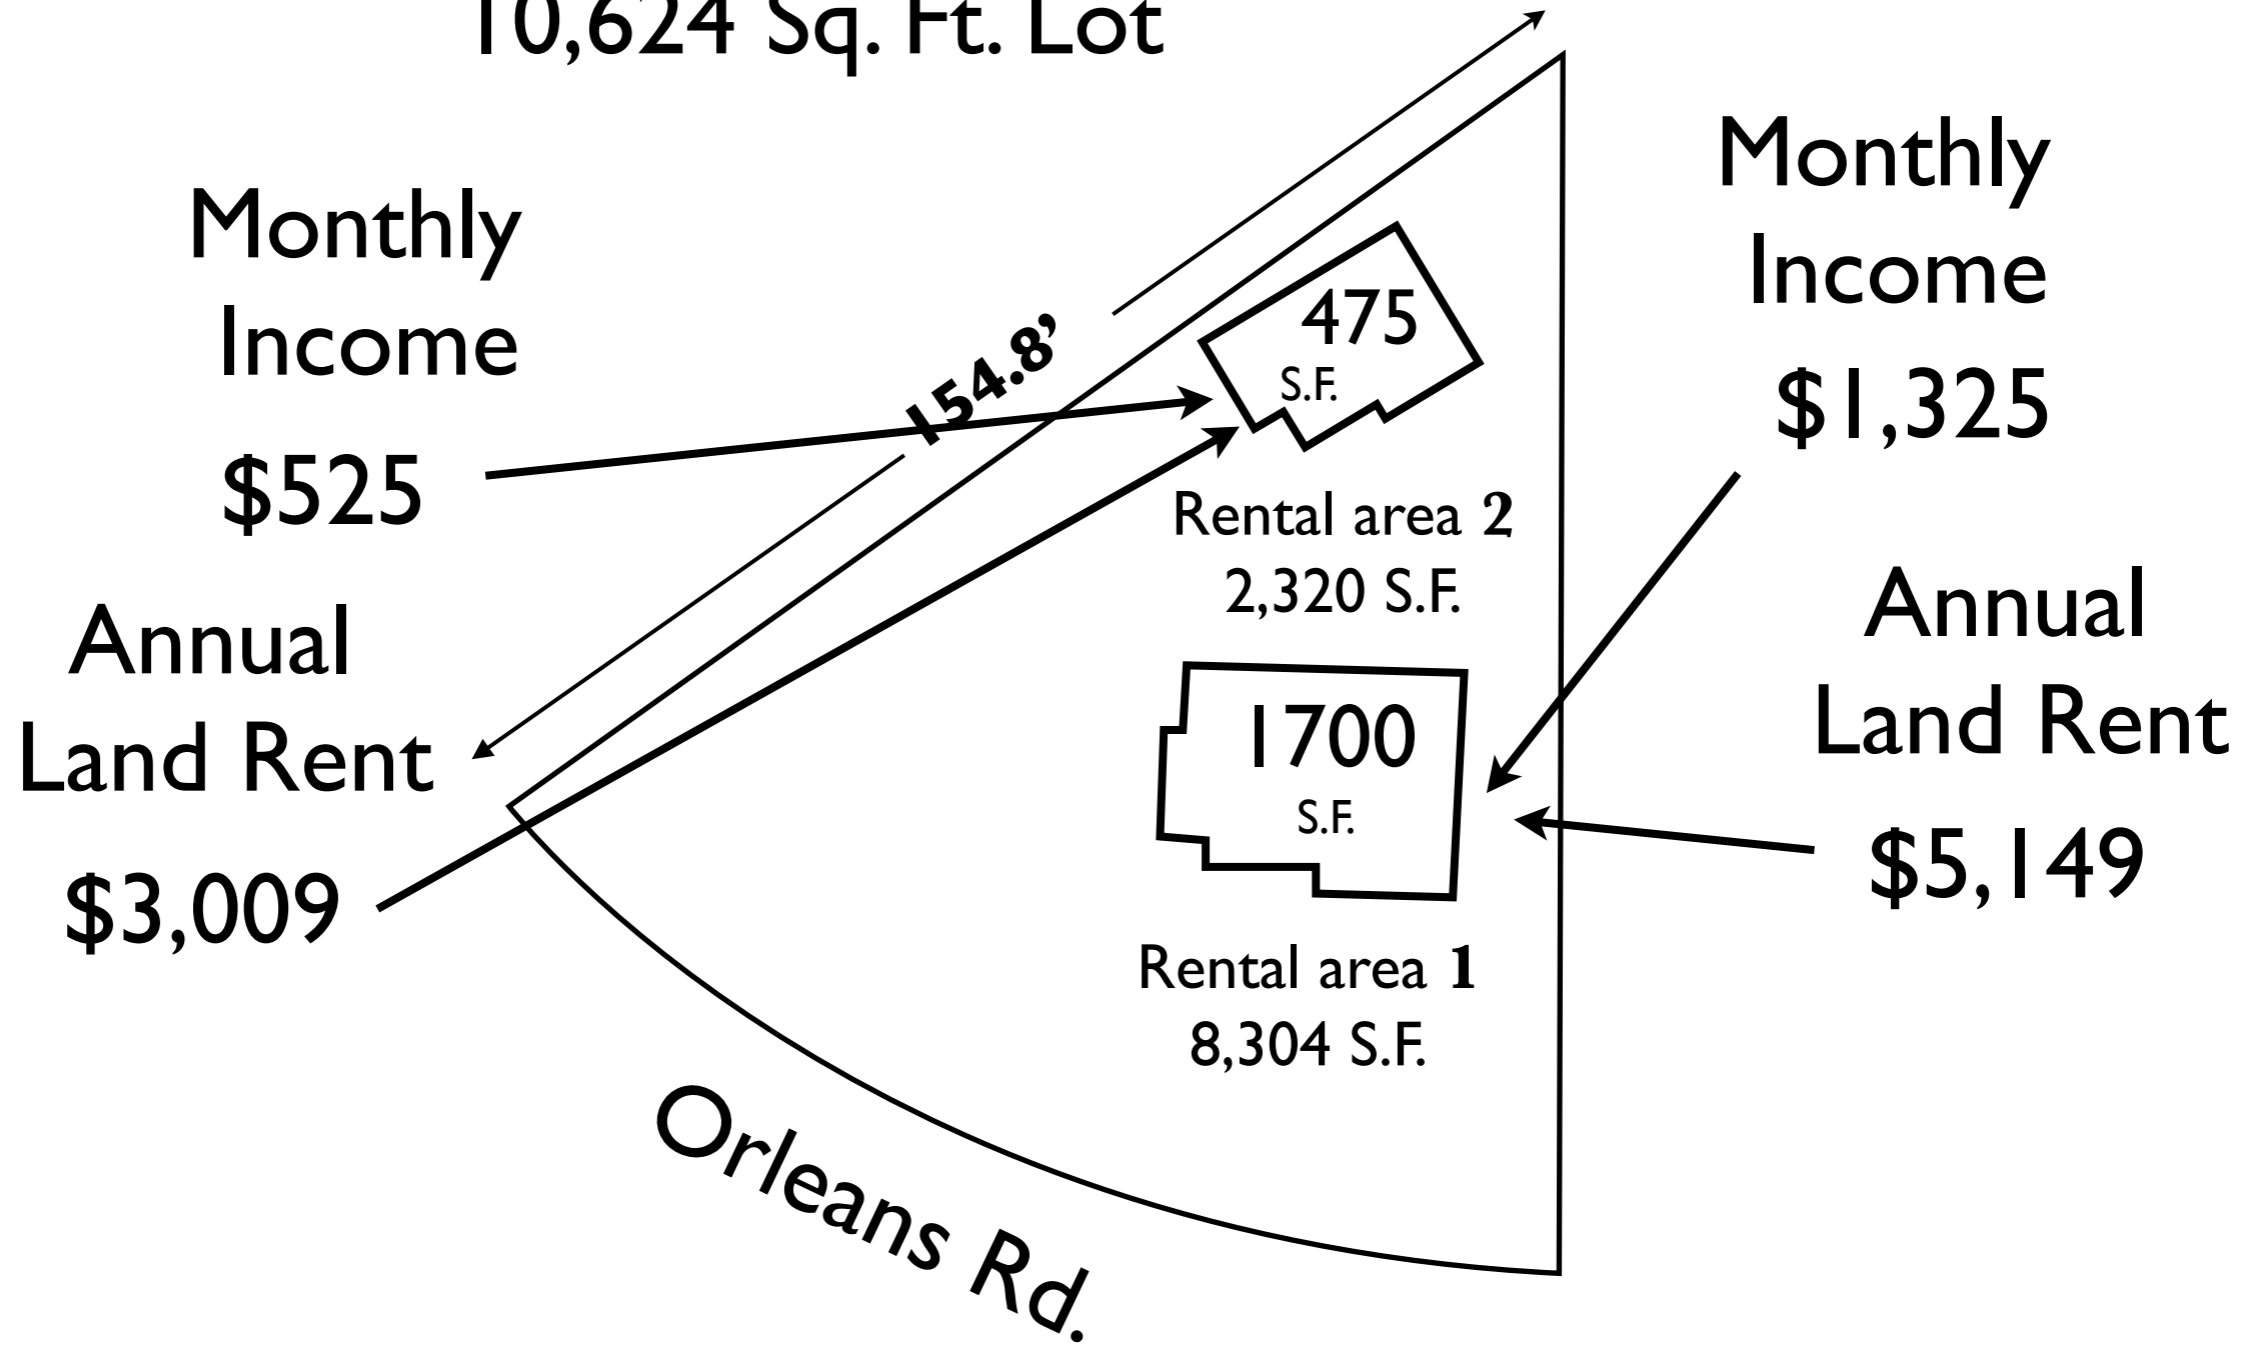 10,624 Sq. Ft. Lot
Monthly
Income
$525
Annual
Land Rent
$3,009
154.8’
475
S.F.
Rental area 2
2,320 S.F.
1700
S.F.
Rental area 1
8,304 S.F.
Monthly
Income
$1,325
Annual
Land Rent
$5,149
Orleans Rd.